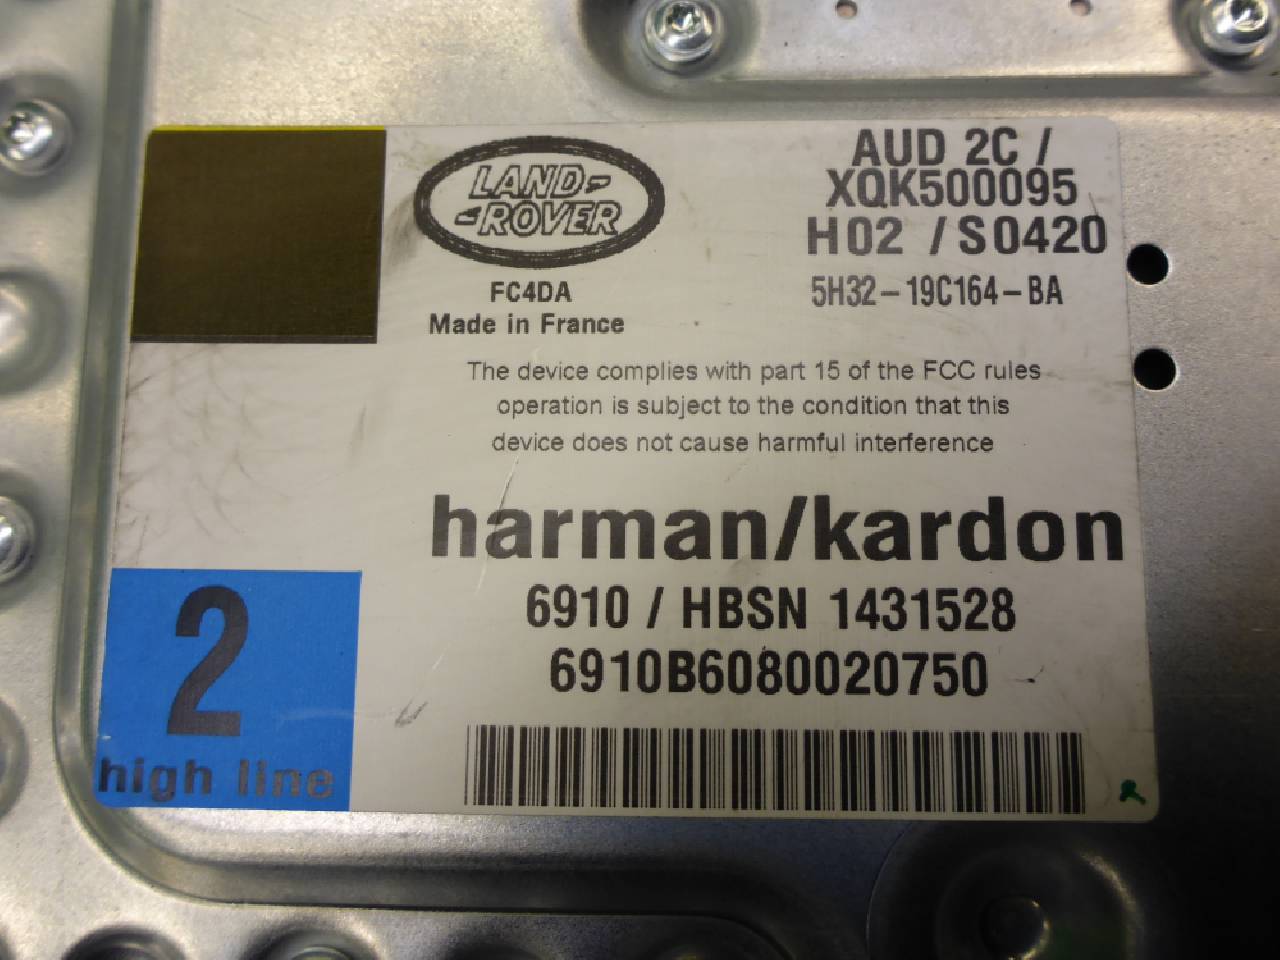 LAND-
-ROVER
FC4DA
Made in France
AUD 2C /
XQK500095
H02 / S0420
5H32-19C164-BA
The device complies with part 15 of the FCC rules
operation is subject to the condition that this
device does not cause harmful interference
harman/kardon
6910 / HBSN 1431528
6910B6080020750
2
high line